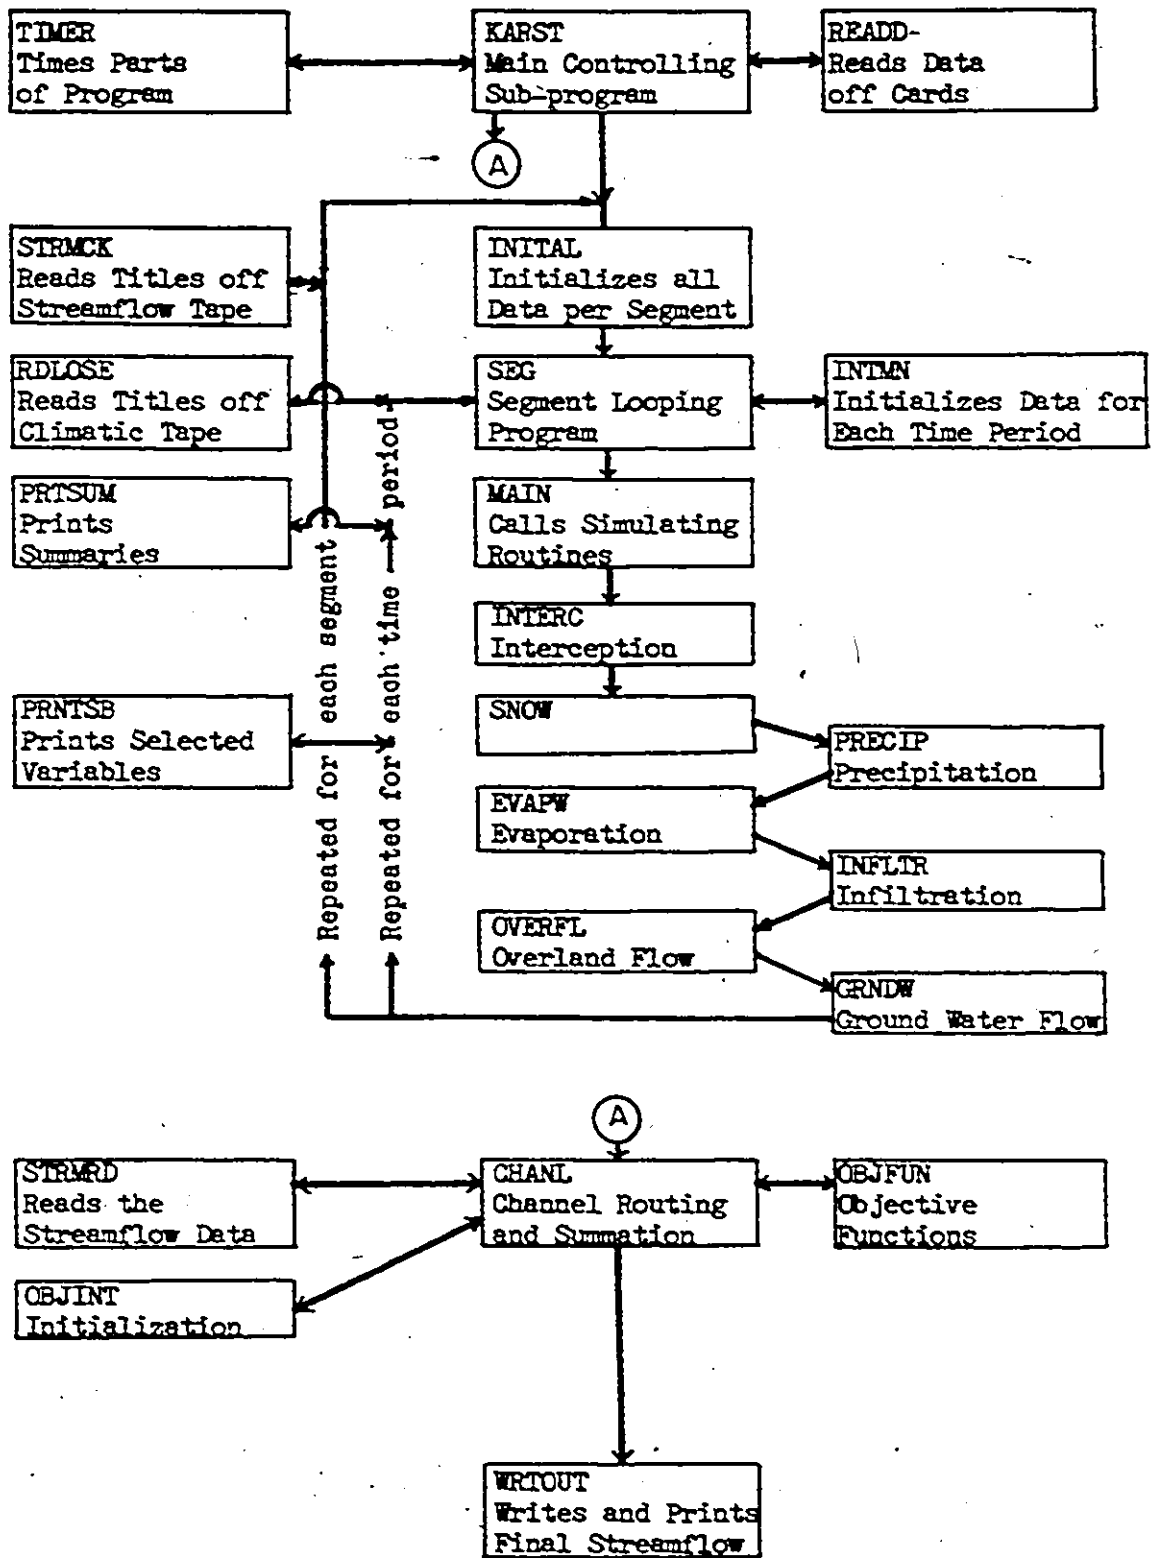 TIMER
Times Parts
of Program
KARST
Main Controlling
Sub-program
READD-
Reads Data
off Cards
A
STRMCK
Reads Titles off
Streamflow Tape
INITAL
Initializes all
Data per Segment
RDLOSE
Reads Titles off
Climatic Tape
SEG
Segment Looping
Program
INTMN
Initializes Data for
Each Time Period
PRTSUM
Prints
Summaries
MAIN
Calls Simulating
Routines
Repeated for each segment
Repeated for each time period
INTERC
Interception
PRNTSB
Prints Selected
Variables
SNOW
PRECIP
Precipitation
EVAPW
Evaporation
INFLTR
Infiltration
OVERFL
Overland Flow
GRNDW
Ground Water Flow
A
STRMRD
Reads the
Streamflow Data
CHANL
Channel Routing
and Summation
OBJFUN
Objective
Functions
OBJINT
Initialization
WRTOUT
Writes and Prints
Final Streamflow